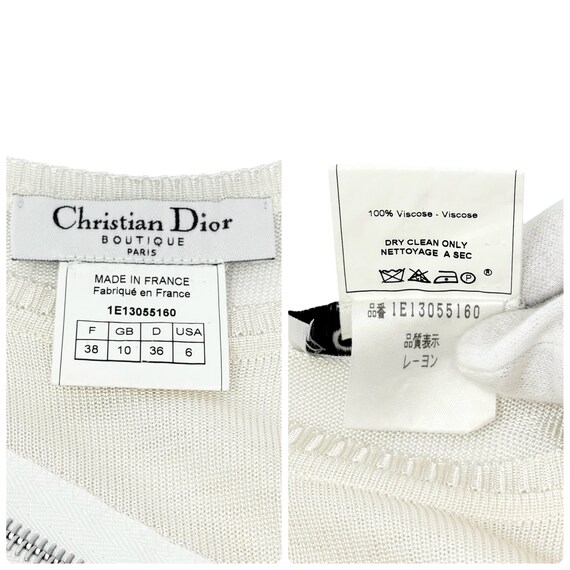 Christian Dior
BOUTIQUE
PARIS
MADE IN FRANCE
Fabriqué en France
1E13055160
F GB D USA
38 10 36 6
100% Viscose - Viscose
DRY CLEAN ONLY
NETTOYAGE A SEC
P ®
品番 1E13055160
品質表示
レーヨン